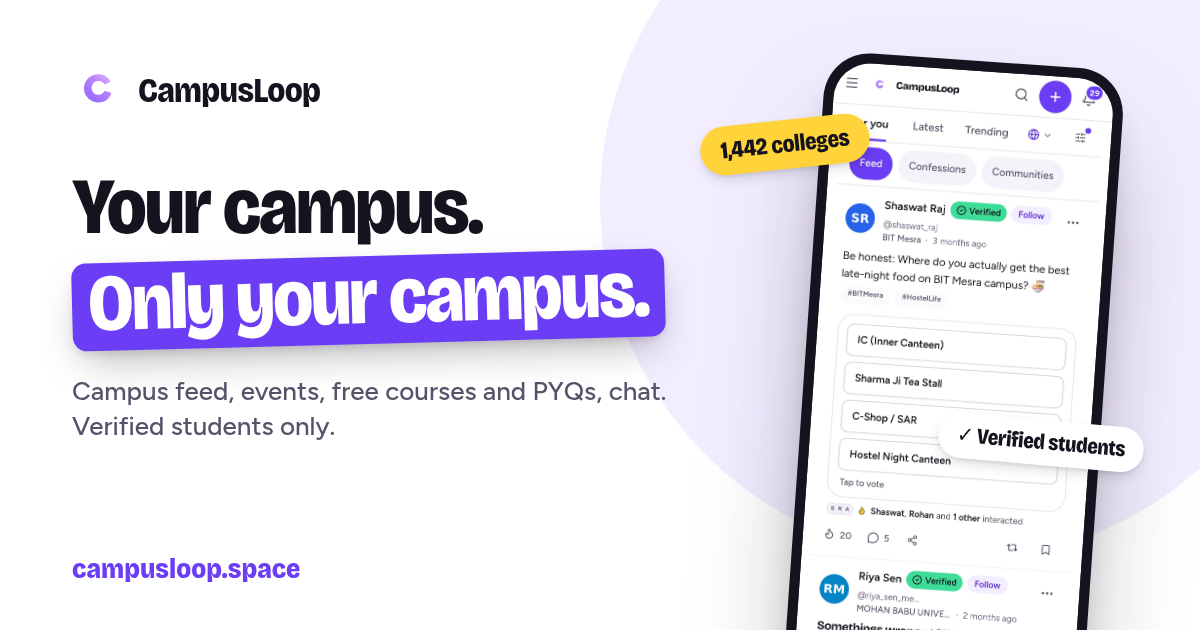 CampusLoop
Your campus.
Only your campus.
Campus feed, events, free courses and PYQs, chat.
Verified students only.
campusloop.space
1,442 colleges
✓ Verified students
CampusLoop
29
you Latest Trending
Feed Confessions Communities
SR
Shaswat Raj Verified Follow
@shaswat_raj
BIT Mesra · 3 months ago
Be honest: Where do you actually get the best
late-night food on BIT Mesra campus? 🍜
#BITMesra #HostelLife
IC (Inner Canteen)
Sharma Ji Tea Stall
C-Shop / SAR
Hostel Night Canteen
Tap to vote
S R A Shaswat, Rohan and 1 other interacted
20 5
RM
Riya Sen Verified Follow
@riya_sen_me...
MOHAN BABU UNIVE... · 2 months ago